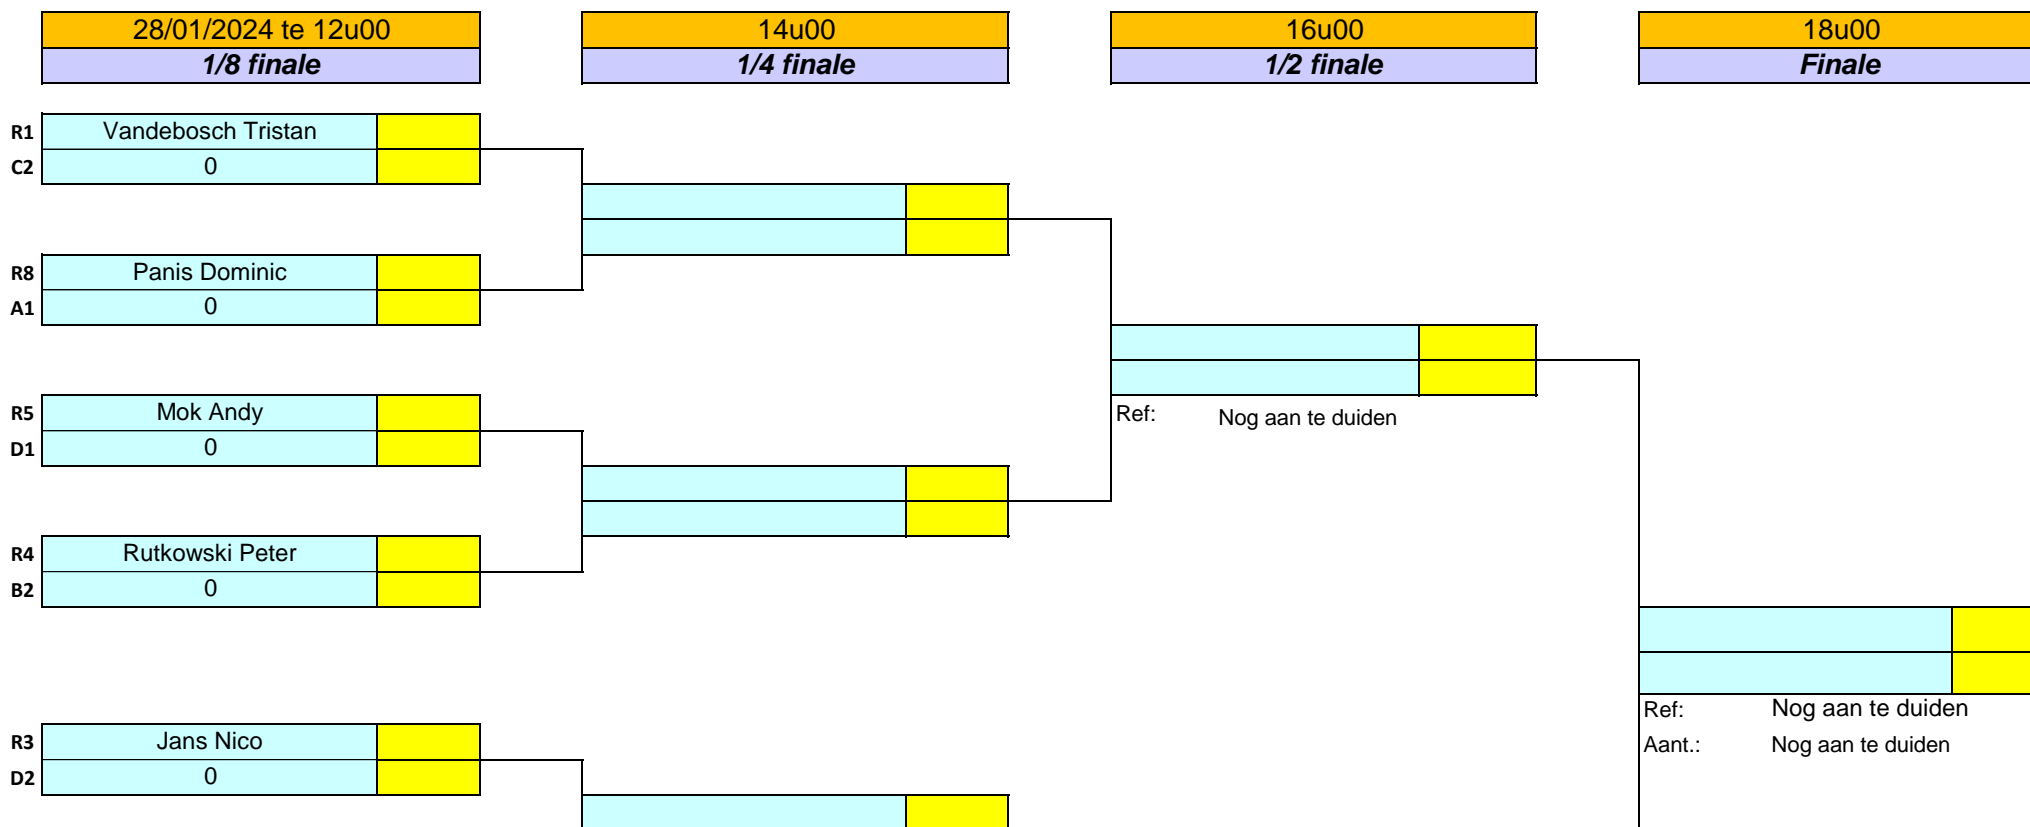 28/01/2024 te 12u00 14u00 16u00 18u00
1/8 finale 1/4 finale 1/2 finale Finale
R1 Vandebosch Tristan
C2 0
R8 Panis Dominic
A1 0
R5 Mok Andy
Ref: Nog aan te duiden
D1 0
R4 Rutkowski Peter
B2 0
Ref: Nog aan te duiden
R3 Jans Nico
Aant.: Nog aan te duiden
D2 0